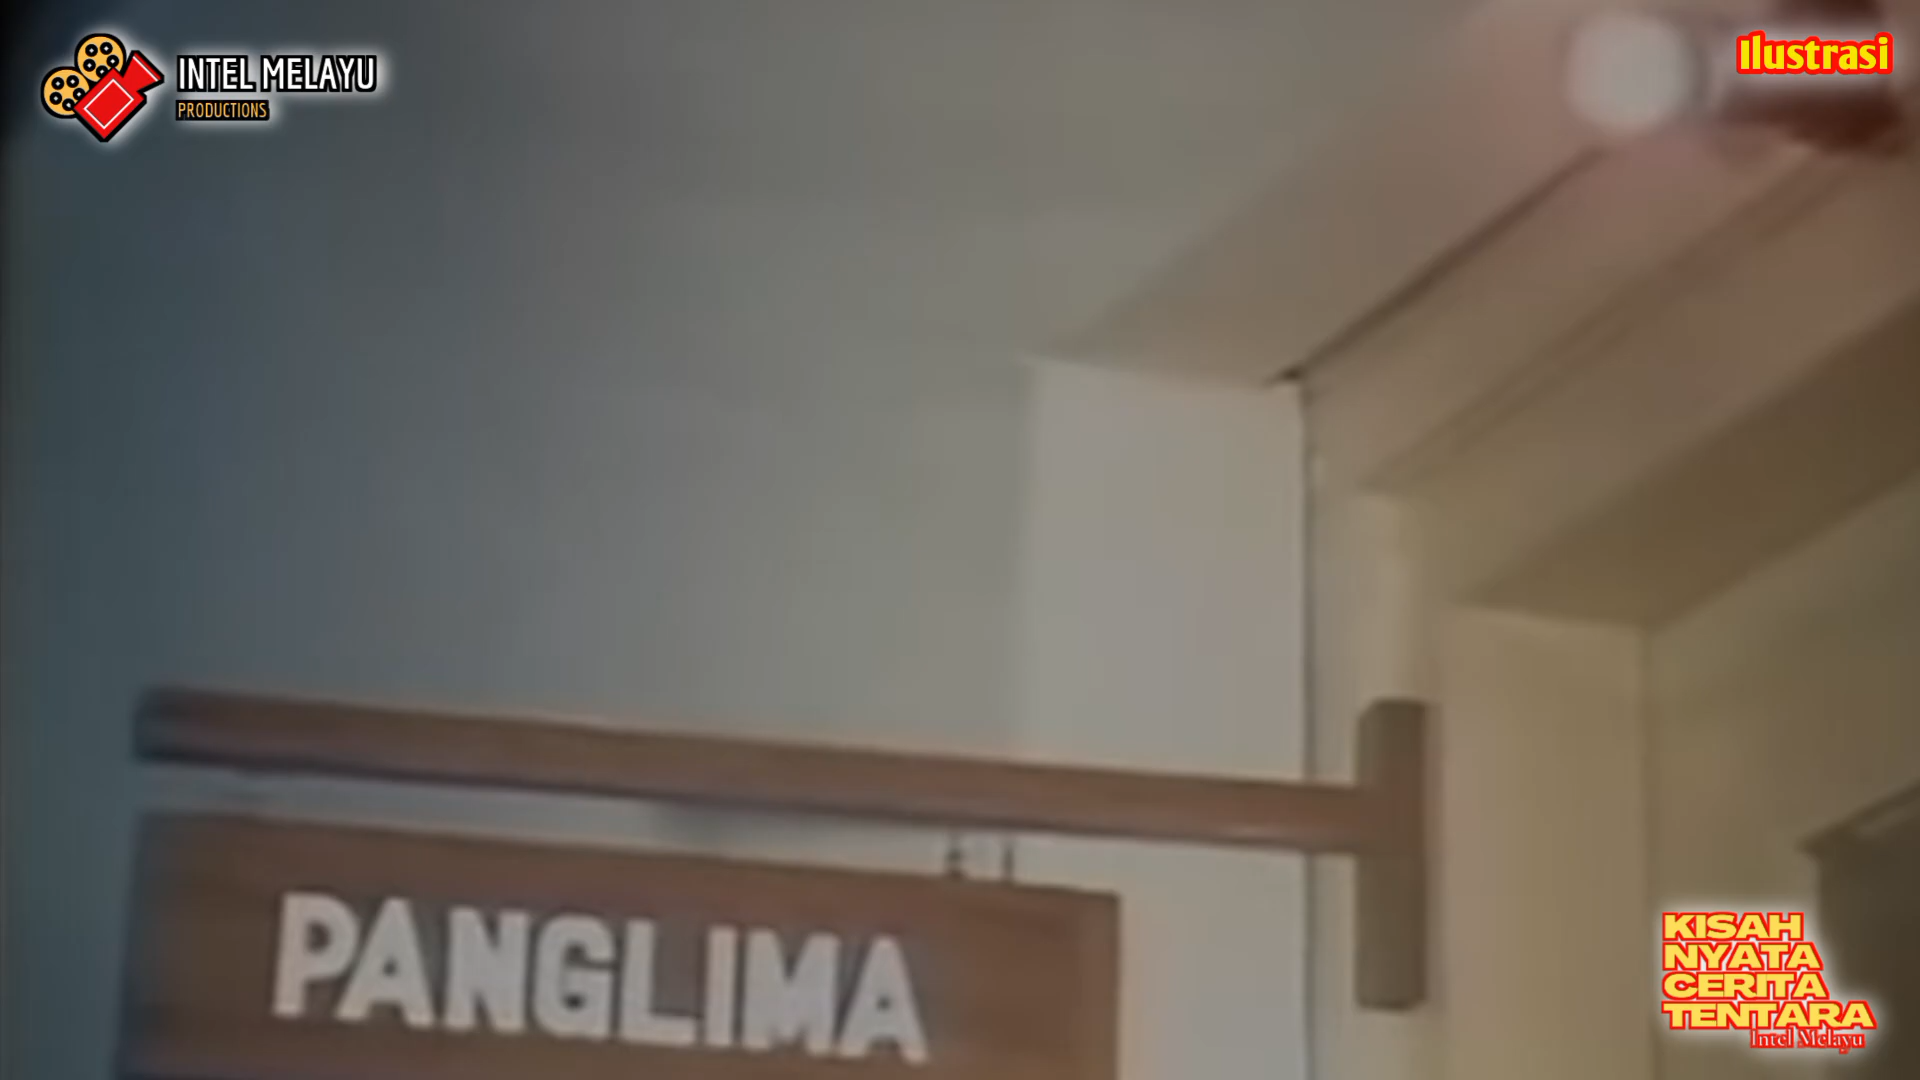 INTEL MELAYU
PRODUCTIONS
Ilustrasi
PANGLIMA
KISAH
NYATA
CERITA
TENTARA
Intel Melayu